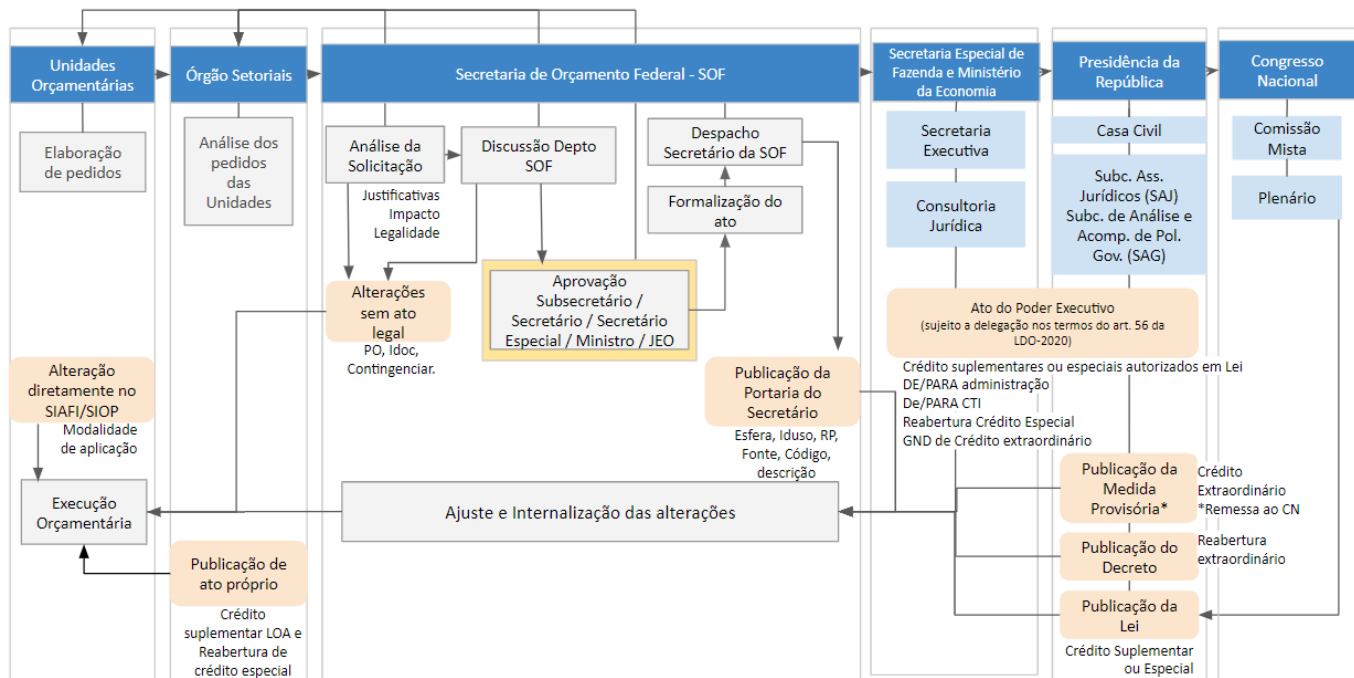 Unidades
Orçamentárias
Órgão Setoriais
Secretaria de Orçamento Federal - SOF
Secretaria Especial de
Fazenda e Ministério
da Economia
Presidência da
República
Congresso
Nacional
Elaboração
de pedidos
Análise dos
pedidos
das
Unidades
Análise da
Solicitação
Justificativas
Impacto
Legalidade
Discussão Depto
SOF
Despacho
Secretário da SOF
Formalização do
ato
Aprovação
Subsecretário /
Secretário / Secretário
Especial / Ministro / JEO
Alterações
sem ato
legal
PO, Idoc,
Contingenciar.
Secretaria
Executiva
Consultoria
Jurídica
Casa Civil
Subc. Ass.
Jurídicos (SAJ)
Subc. de Análise e
Acomp. de Pol.
Gov. (SAG)
Comissão
Mista
Plenário
Ato do Poder Executivo
(sujeito a delegação nos termos do art. 56 da
LDO-2020)
Crédito suplementares ou especiais autorizados em Lei
DE/PARA administração
De/PARA CTI
Reabertura Crédito Especial
GND de Crédito extraordinário
Alteração
diretamente no
SIAFI/SIOP
Modalidade
de aplicação
Publicação da
Portaria do
Secretário
Esfera, Iduso, RP,
Fonte, Código,
descrição
Execução
Orçamentária
Ajuste e Internalização das alterações
Publicação da
Medida
Provisória*
Crédito
Extraordinário
*Remessa ao CN
Publicação do
Decreto
Reabertura
extraordinário
Publicação de
ato próprio
Crédito
suplementar LOA e
Reabertura de
crédito especial
Publicação da
Lei
Crédito Suplementar
ou Especial